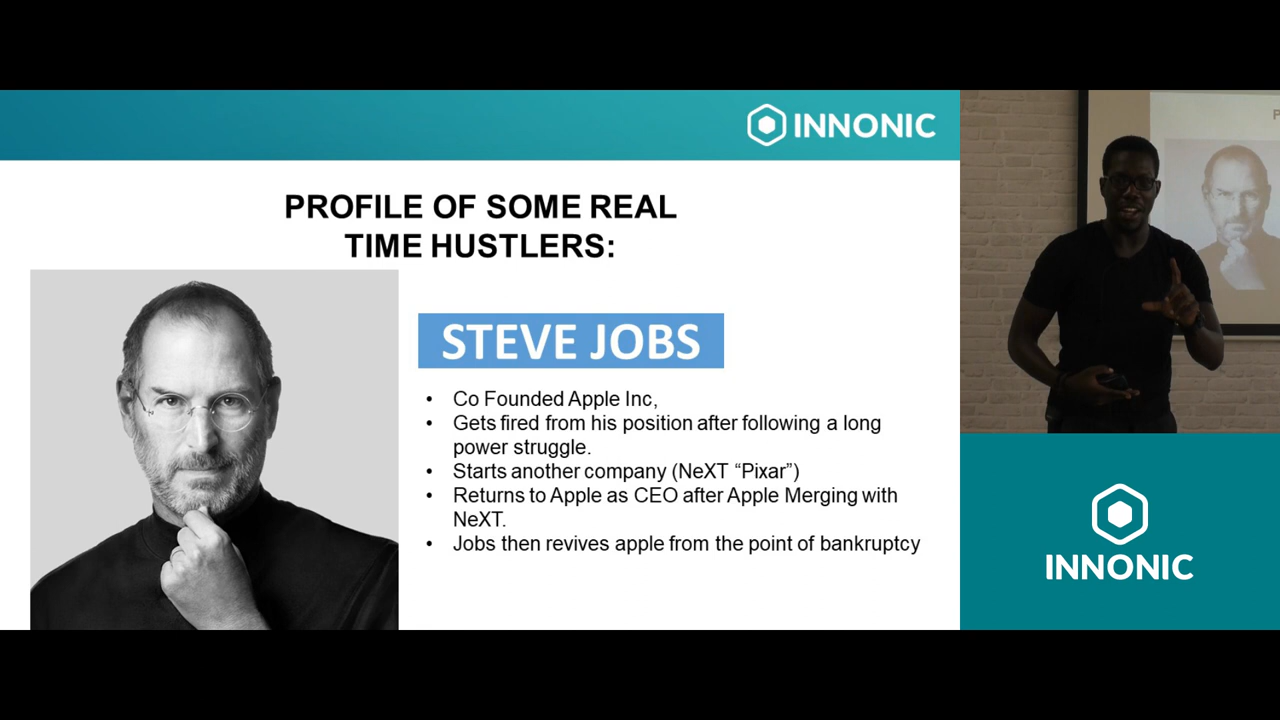 INNONIC
PROFILE OF SOME REAL
TIME HUSTLERS:
STEVE JOBS
• Co Founded Apple Inc,
• Gets fired from his position after following a long
power struggle.
• Starts another company (NeXT “Pixar”)
• Returns to Apple as CEO after Apple Merging with
NeXT.
• Jobs then revives apple from the point of bankruptcy
P
INNONIC